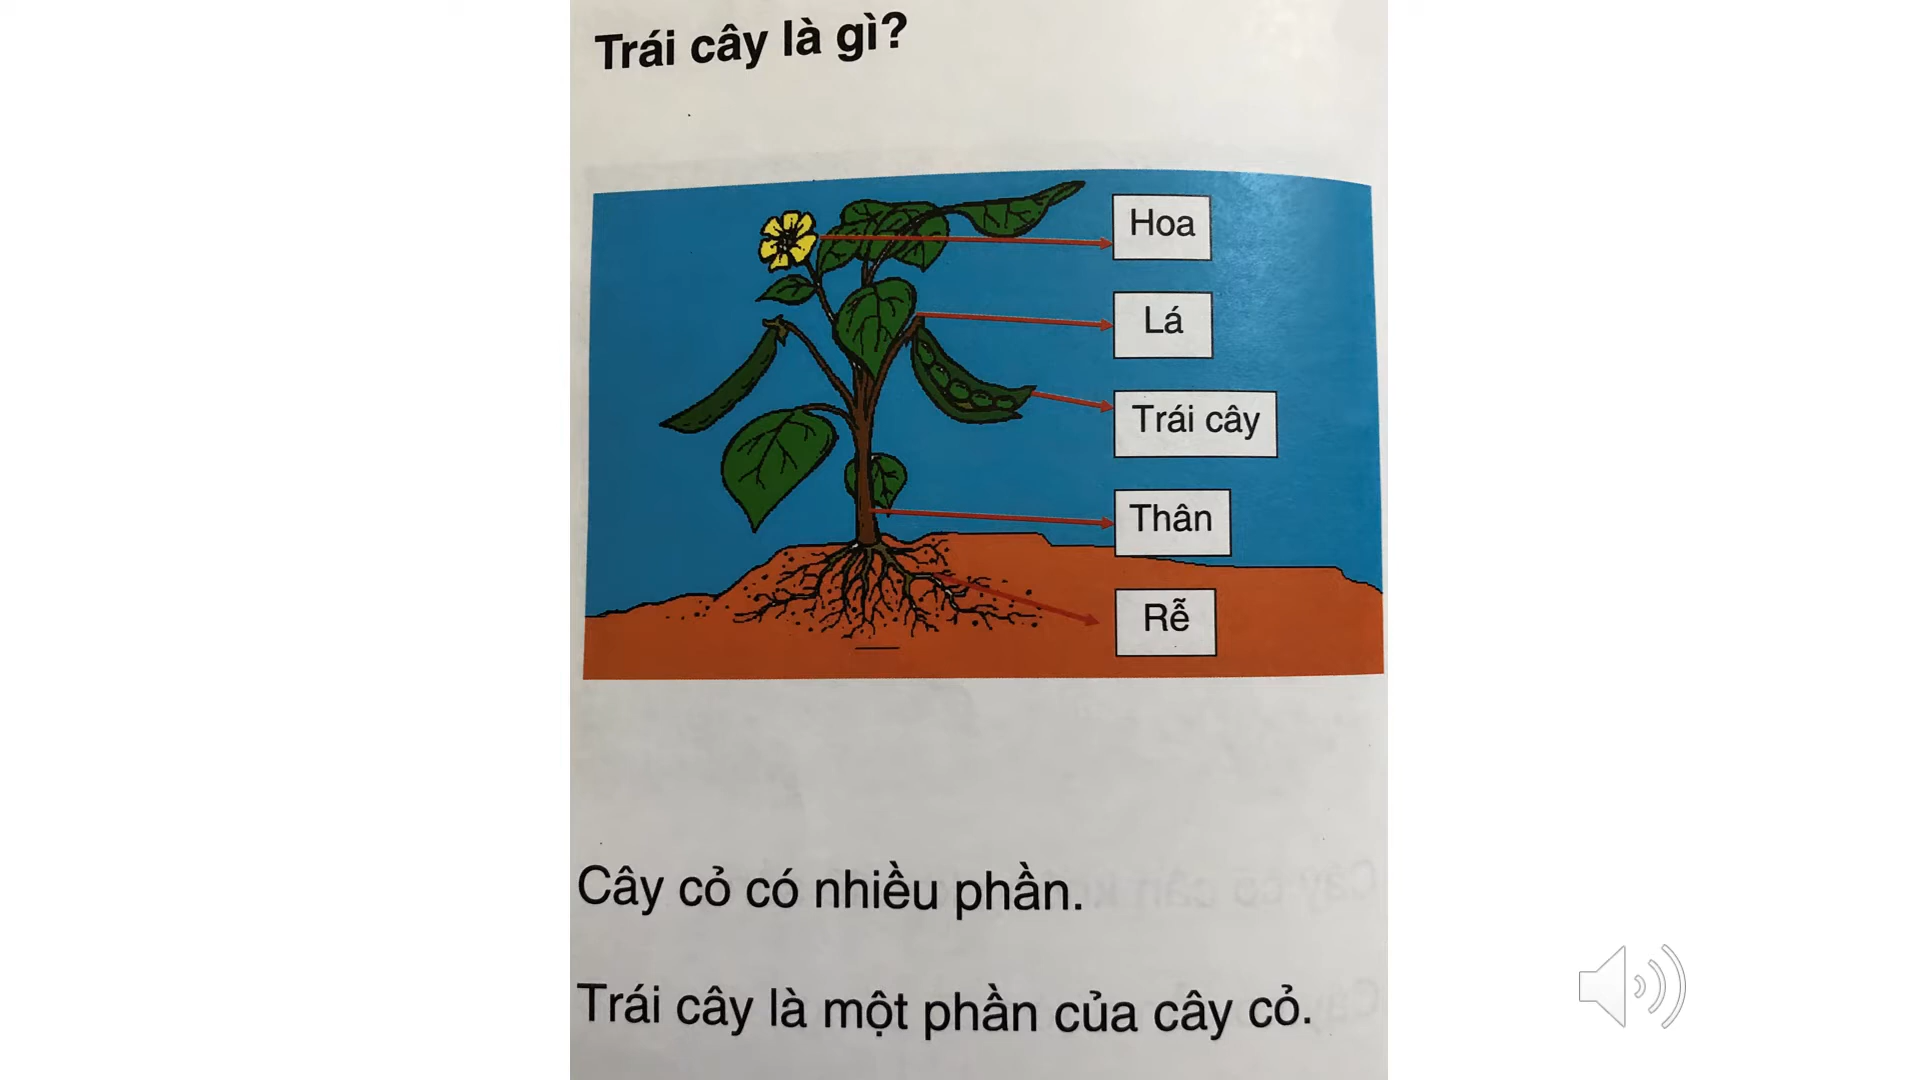 Trái cây là gì?
Hoa
Lá
Trái cây
Thân
Rễ
Cây cỏ có nhiều phần.
Trái cây là một phần của cây cỏ.